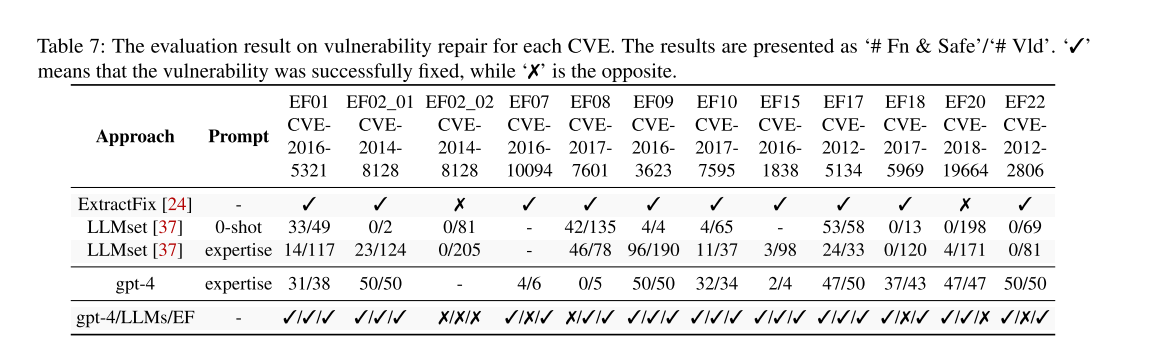 Table 7: The evaluation result on vulnerability repair for each CVE. The results are presented as ‘# Fn & Safe’/‘# Vld’. ‘✓’
means that the vulnerability was successfully fixed, while ‘✗’ is the opposite.
EF01 EF02_01 EF02_02 EF07 EF08 EF09 EF10 EF15 EF17 EF18 EF20 EF22
CVE- CVE- CVE- CVE- CVE- CVE- CVE- CVE- CVE- CVE- CVE- CVE-
Approach Prompt
2016- 2014- 2014- 2016- 2017- 2016- 2017- 2016- 2012- 2017- 2018- 2012-
5321 8128 8128 10094 7601 3623 7595 1838 5134 5969 19664 2806
ExtractFix [24] - ✓ ✓ ✗ ✓ ✓ ✓ ✓ ✓ ✓ ✓ ✗ ✓
LLMset [37] 0-shot 33/49 0/2 0/81 - 42/135 4/4 4/65 - 53/58 0/13 0/198 0/69
LLMset [37] expertise 14/117 23/124 0/205 - 46/78 96/190 11/37 3/98 24/33 0/120 4/171 0/81
gpt-4 expertise 31/38 50/50 - 4/6 0/5 50/50 32/34 2/4 47/50 37/43 47/47 50/50
gpt-4/LLMs/EF - ✓/✓/✓ ✓/✓/✓ ✗/✗/✗ ✓/✗/✓ ✗/✓/✓ ✓/✓/✓ ✓/✓/✓ ✓/✓/✓ ✓/✓/✓ ✓/✗/✓ ✓/✓/✗ ✓/✗/✓